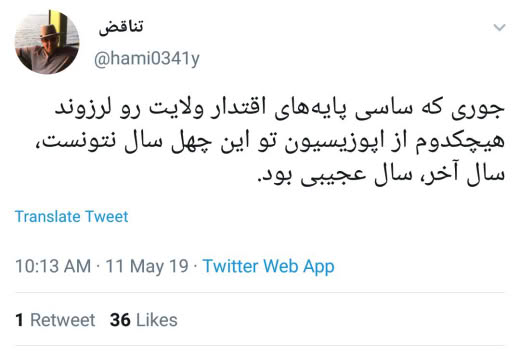 تناقض
@hami0341y
جوری که ساسی پایه‌های اقتدار ولایت رو لرزوند
هیچکدوم از اپوزیسیون تو این چهل سال نتونست،
سال آخر، سال عجیبی بود.
Translate Tweet
10:13 AM · 11 May 19 · Twitter Web App
1 Retweet 36 Likes